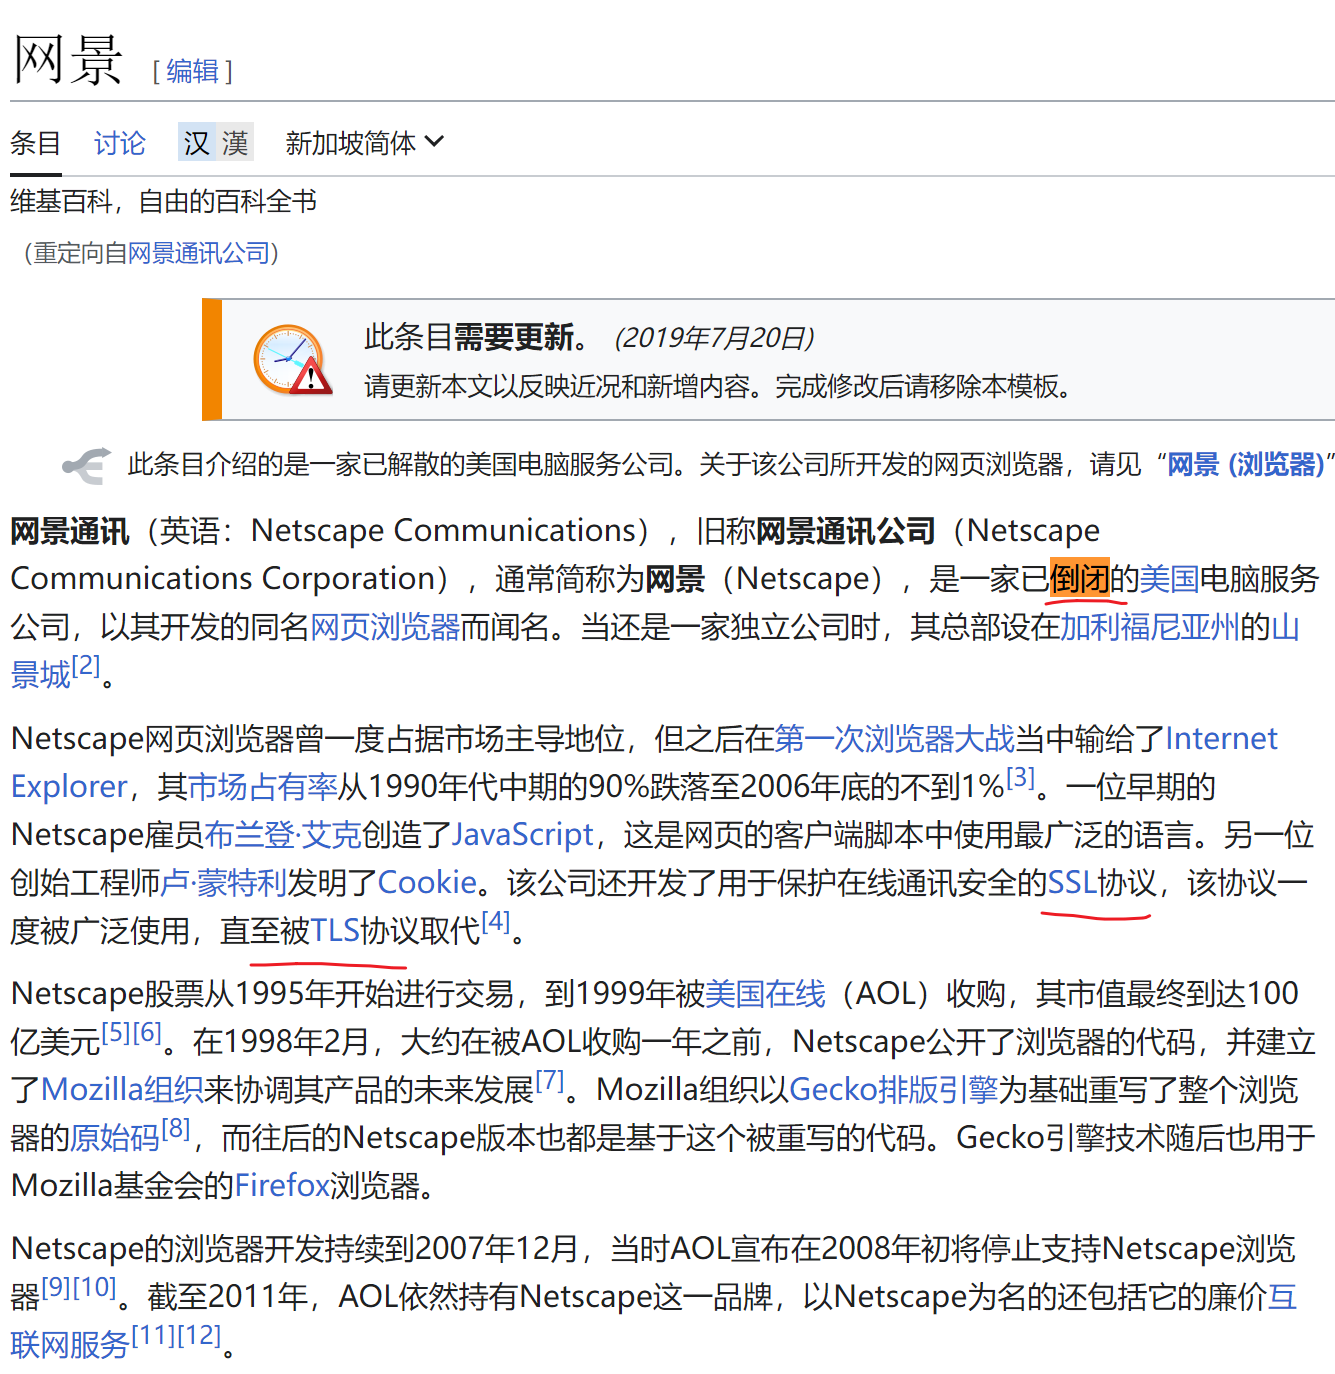 网景 [ 编辑 ]
条目 讨论 汉 漢 新加坡简体
维基百科，自由的百科全书
（重定向自网景通讯公司）
此条目需要更新。 (2019年7月20日)
请更新本文以反映近况和新增内容。完成修改后请移除本模板。
此条目介绍的是一家已解散的美国电脑服务公司。关于该公司所开发的网页浏览器，请见“网景 (浏览器)”
网景通讯（英语：Netscape Communications），旧称网景通讯公司（Netscape
Communications Corporation），通常简称为网景（Netscape），是一家已倒闭的美国电脑服务
公司，以其开发的同名网页浏览器而闻名。当还是一家独立公司时，其总部设在加利福尼亚州的山
景城[2]。
Netscape网页浏览器曾一度占据市场主导地位，但之后在第一次浏览器大战当中输给了Internet
Explorer，其市场占有率从1990年代中期的90%跌落至2006年底的不到1%[3]。一位早期的
Netscape雇员布兰登·艾克创造了JavaScript，这是网页的客户端脚本中使用最广泛的语言。另一位
创始工程师卢·蒙特利发明了Cookie。该公司还开发了用于保护在线通讯安全的SSL协议，该协议一
度被广泛使用，直至被TLS协议取代[4]。
Netscape股票从1995年开始进行交易，到1999年被美国在线（AOL）收购，其市值最终到达100
亿美元[5][6]。在1998年2月，大约在被AOL收购一年之前，Netscape公开了浏览器的代码，并建立
了Mozilla组织来协调其产品的未来发展[7]。Mozilla组织以Gecko排版引擎为基础重写了整个浏览
器的原始码[8]，而往后的Netscape版本也都是基于这个被重写的代码。Gecko引擎技术随后也用于
Mozilla基金会的Firefox浏览器。
Netscape的浏览器开发持续到2007年12月，当时AOL宣布在2008年初将停止支持Netscape浏览
器[9][10]。截至2011年，AOL依然持有Netscape这一品牌，以Netscape为名的还包括它的廉价互
联网服务[11][12]。